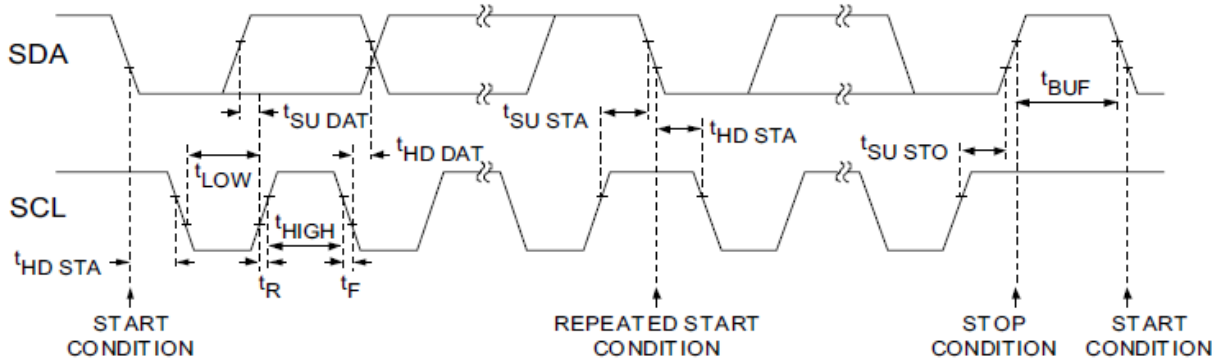 SDA
tBUF
tSU DAT
tSU STA
tHD STA
tHD DAT
tSU STO
tLOW
SCL
tHIGH
tHD STA
tR
tF
START
CONDITION
REPEATED START
CONDITION
STOP
CONDITION
START
CONDITION